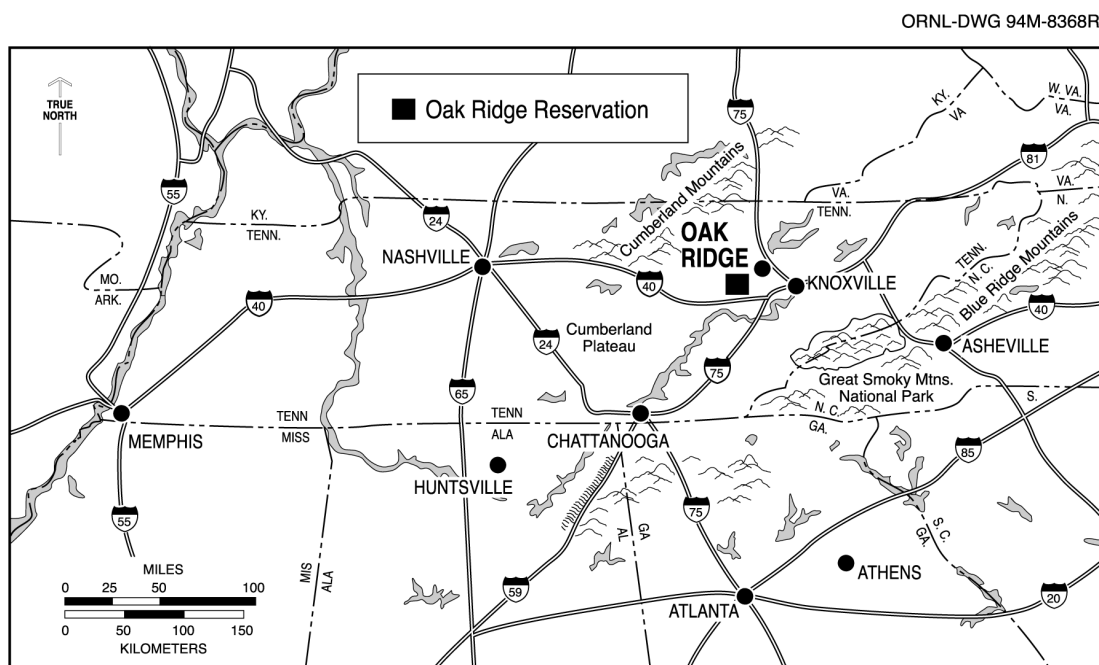 ORNL-DWG 94M-8368R
TRUE
NORTH
Oak Ridge Reservation
75
KY.
VA
W. VA.
VA.
81
55
Cumberland Mountains
24
KY.
TENN.
VA.
TENN.
VA.
N.
OAK
RIDGE
NASHVILLE
TENN.
N. C.
Blue Ridge Mountains
MO.
ARK.
40
40
KNOXVILLE
40
Cumberland
Plateau
24
ASHEVILLE
75
65
Great Smoky Mtns.
National Park
S.
N. C.
GA.
MEMPHIS
TENN
MISS
TENN
ALA
CHATTANOOGA
85
HUNTSVILLE
55
75
GA
AL
S. C.
GA.
MILES
0 25 50 100
0 50 100 150
KILOMETERS
MIS
ALA
59
ATHENS
ATLANTA
20